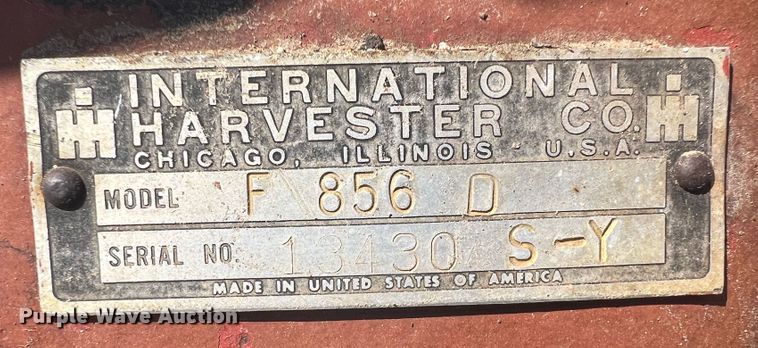 INTERNATIONAL
HARVESTER CO.
CHICAGO, ILLINOIS U.S.A.
MODEL F 856 D
SERIAL NO. 13430 S-Y
MADE IN UNITED STATES OF AMERICA
Purple Wave Auction